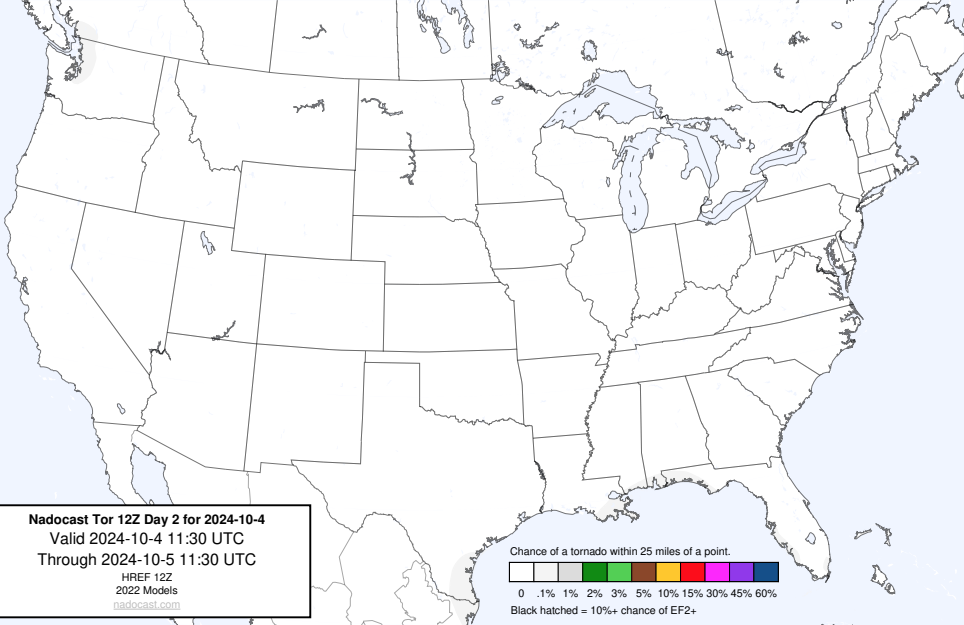 Nadocast Tor 12Z Day 2 for 2024-10-4
Valid 2024-10-4 11:30 UTC
Through 2024-10-5 11:30 UTC
HREF 12Z
2022 Models
nadocast.com
Chance of a tornado within 25 miles of a point.
0 .1% 1% 2% 3% 5% 10% 15% 30% 45% 60%
Black hatched = 10%+ chance of EF2+